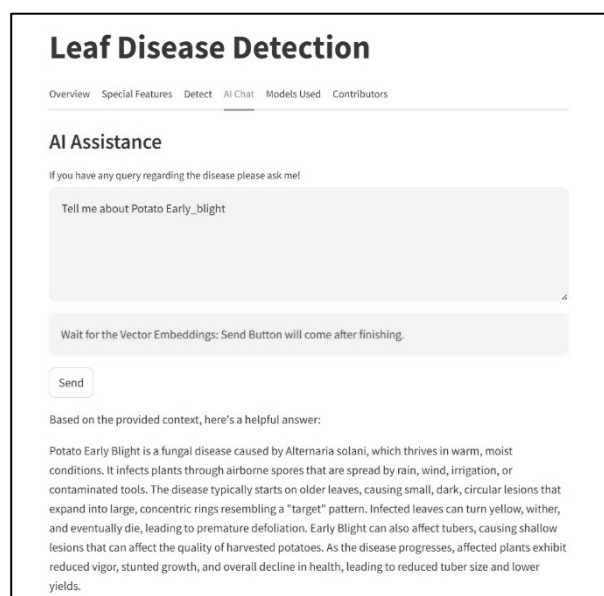 Leaf Disease Detection
Overview Special Features Detect AI Chat Models Used Contributors
AI Assistance
If you have any query regarding the disease please ask me!
Tell me about Potato Early_blight
Wait for the Vector Embeddings: Send Button will come after finishing.
Send
Based on the provided context, here's a helpful answer:
Potato Early Blight is a fungal disease caused by Alternaria solani, which thrives in warm, moist
conditions. It infects plants through airborne spores that are spread by rain, wind, irrigation, or
contaminated tools. The disease typically starts on older leaves, causing small, dark, circular lesions that
expand into large, concentric rings resembling a "target" pattern. Infected leaves can turn yellow, wither,
and eventually die, leading to premature defoliation. Early Blight can also affect tubers, causing shallow
lesions that can affect the quality of harvested potatoes. As the disease progresses, affected plants exhibit
reduced vigor, stunted growth, and overall decline in health, leading to reduced tuber size and lower
yields.